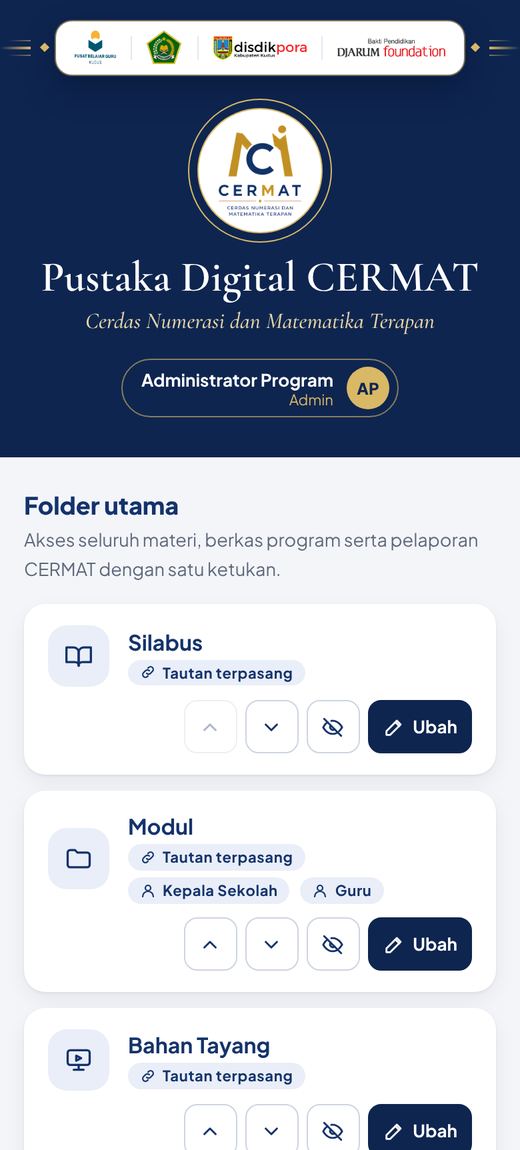 PUSAT BELAJAR GURU
KUDUS
disdikpora
Kabupaten Kudus
Bakti Pendidikan
DJARUM foundation
CERMAT
CERDAS NUMERASI DAN
MATEMATIKA TERAPAN
Pustaka Digital CERMAT
Cerdas Numerasi dan Matematika Terapan
Administrator Program
Admin
AP
Folder utama
Akses seluruh materi, berkas program serta pelaporan
CERMAT dengan satu ketukan.
Silabus
Tautan terpasang
Ubah
Modul
Tautan terpasang
Kepala Sekolah Guru
Ubah
Bahan Tayang
Tautan terpasang
Ubah